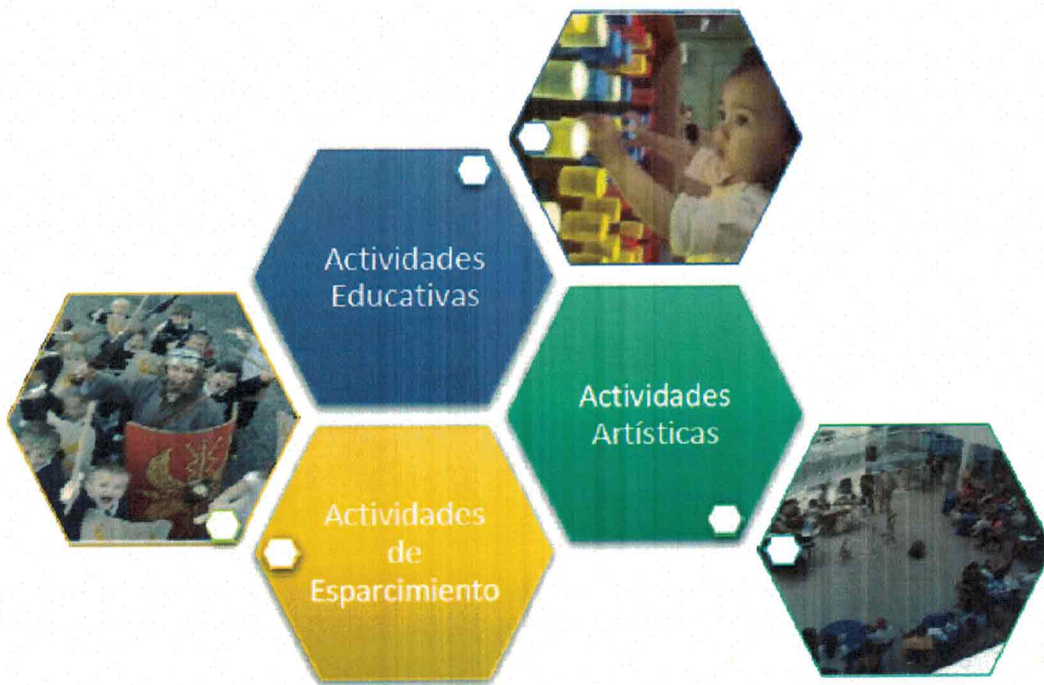 Actividades
Educativas
Actividades
Artísticas
Actividades
de
Esparcimiento